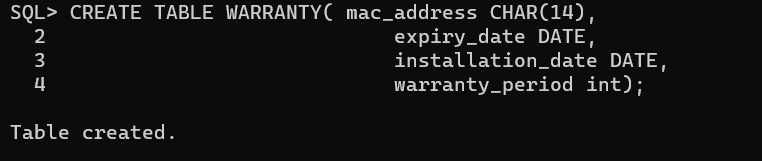 SQL> CREATE TABLE WARRANTY( mac_address CHAR(14),
  2                             expiry_date DATE,
  3                             installation_date DATE,
  4                             warranty_period int);

Table created.